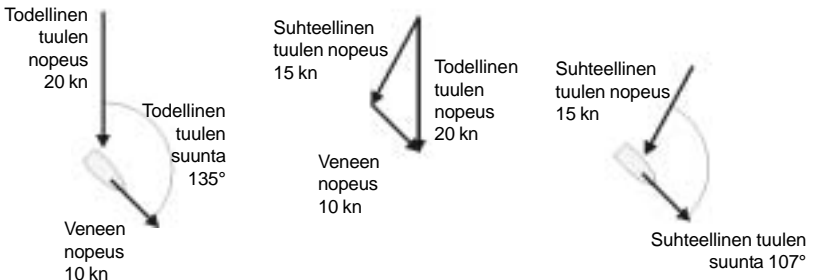 Todellinen
tuulen
nopeus
20 kn
Todellinen
tuulen
suunta
135°
Veneen
nopeus
10 kn
Suhteellinen
tuulen nopeus
15 kn
Todellinen
tuulen
nopeus
20 kn
Veneen
nopeus
10 kn
Suhteellinen
tuulen nopeus
15 kn
Suhteellinen tuulen
suunta 107°